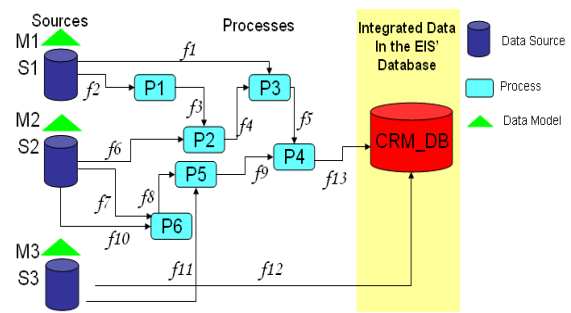 Sources
Processes
Integrated Data
In the EIS'
Database
M1
S1
f1
f2
P1
f3
P3
f4
f5
M2
S2
f6
P2
P4
P5
f7
f8
f9
f13
P6
f10
CRM_DB
M3
S3
f11
f12
Data Source
Process
Data Model